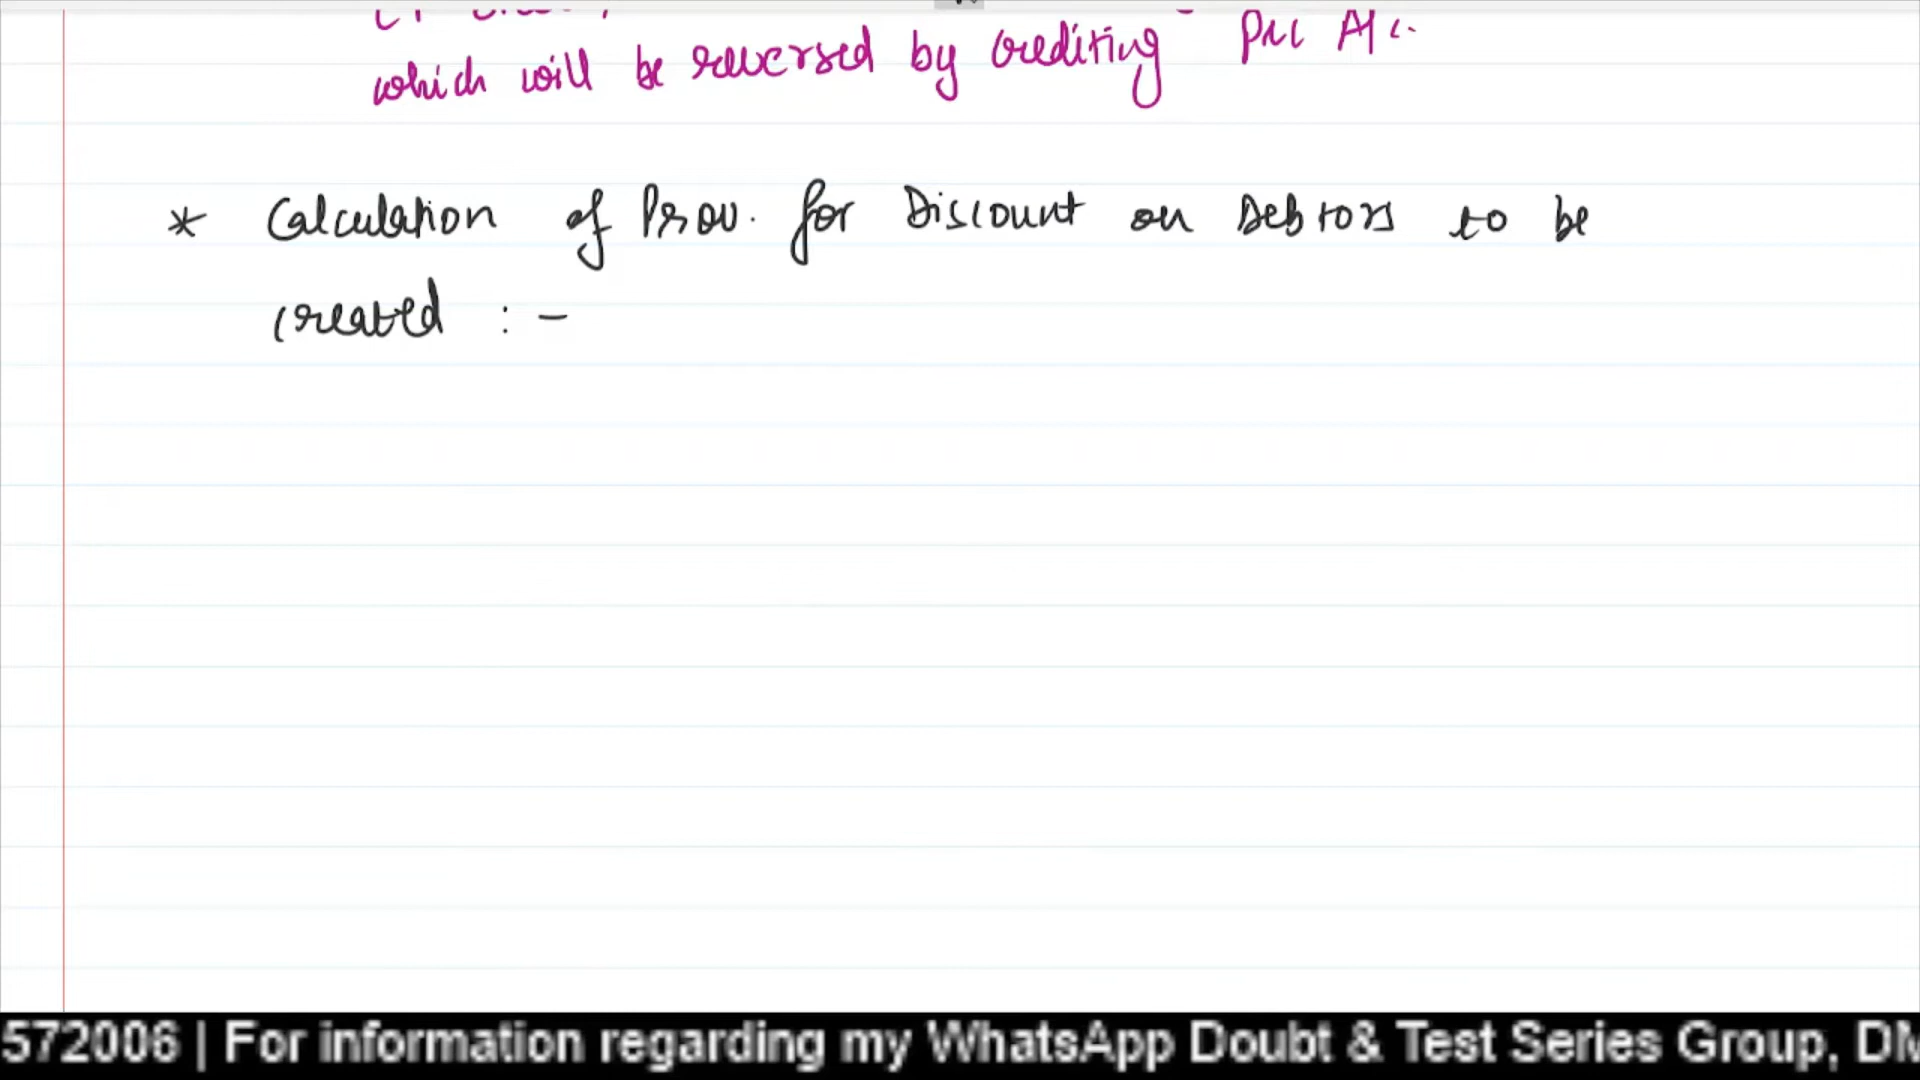 which will be reversed by crediting P&L A/c.
* Calculation of Prov. for Discount on Debtors to be
created : -
572006 | For information regarding my WhatsApp Doubt & Test Series Group, DM